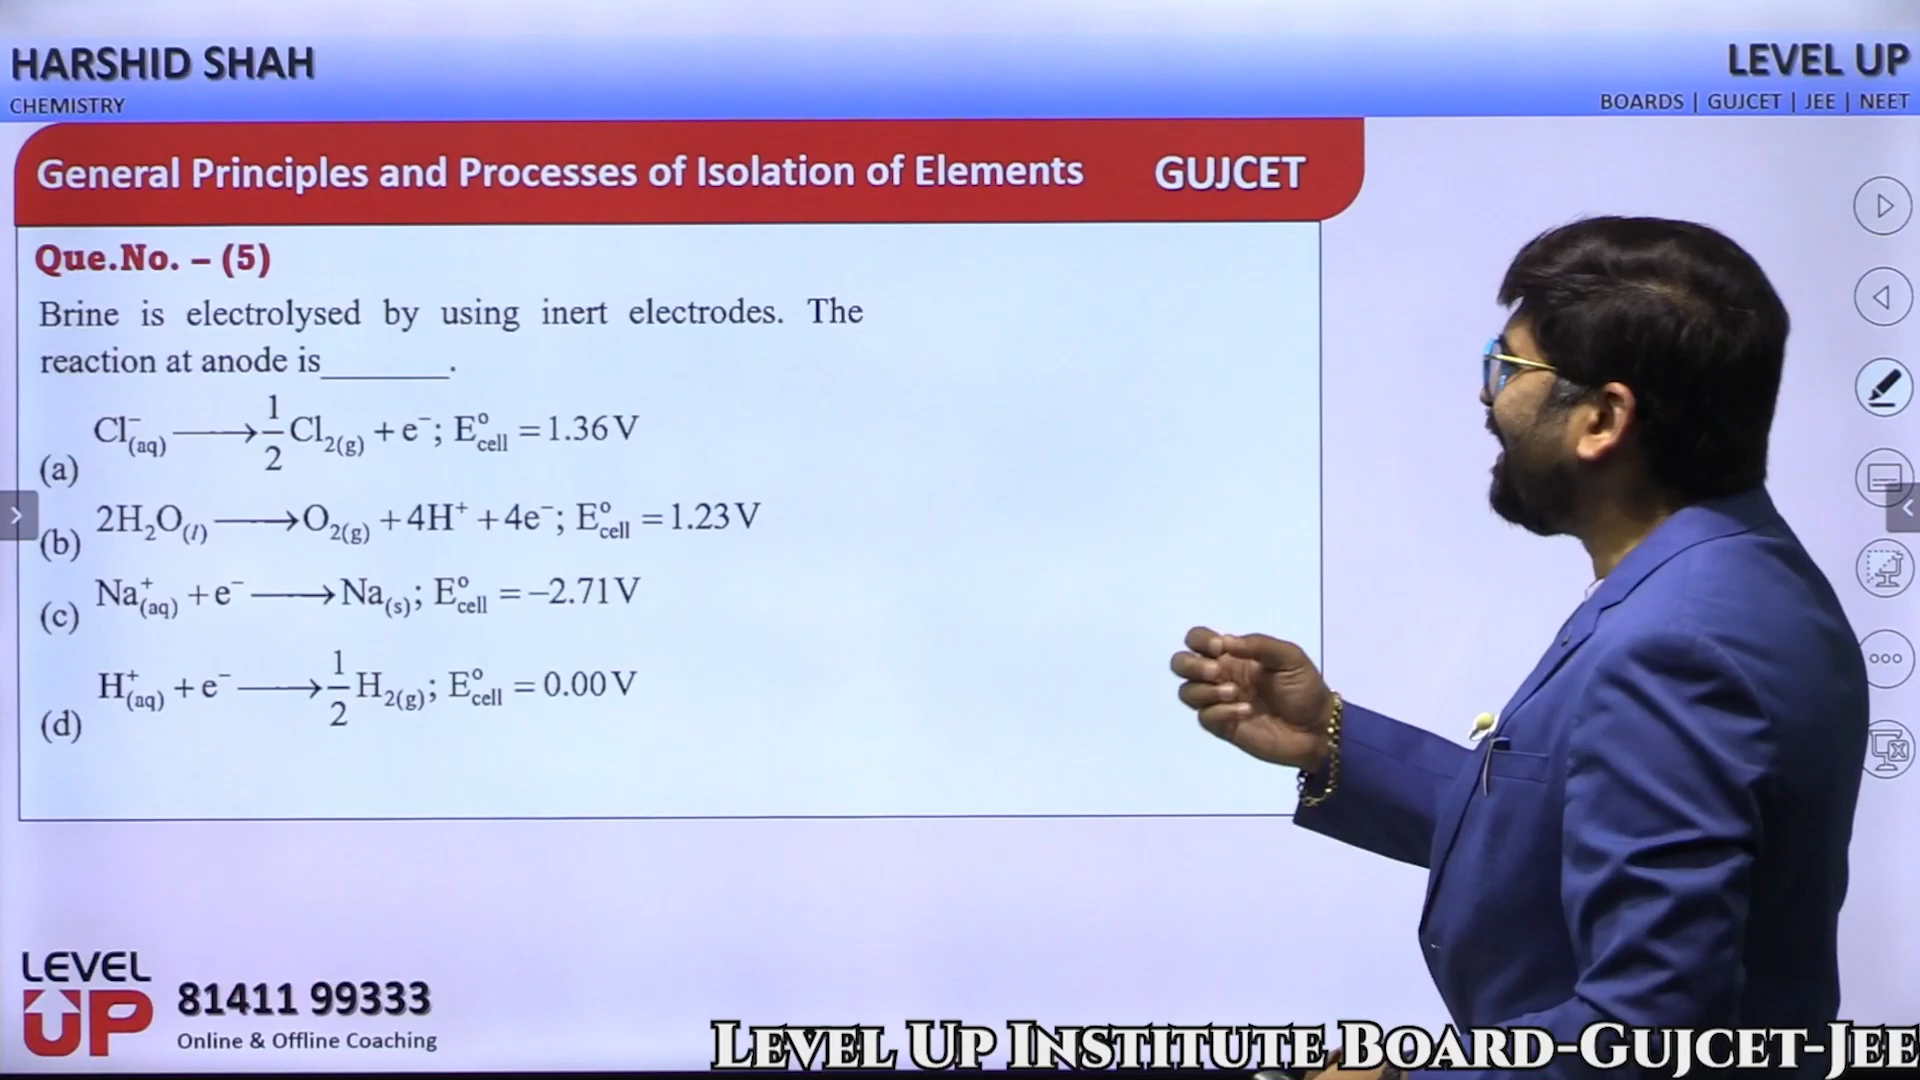 HARSHID SHAH
CHEMISTRY
LEVEL UP
BOARDS | GUJCET | JEE | NEET
General Principles and Processes of Isolation of Elements GUJCET
Que.No. – (5)
Brine is electrolysed by using inert electrodes. The
reaction at anode is_______.
(a) Cl⁻(aq) ⟶ 1/2 Cl₂(g) + e⁻; E°cell = 1.36 V
(b) 2H₂O(l) ⟶ O₂(g) + 4H⁺ + 4e⁻; E°cell = 1.23 V
(c) Na⁺(aq) + e⁻ ⟶ Na(s); E°cell = –2.71 V
(d) H⁺(aq) + e⁻ ⟶ 1/2 H₂(g); E°cell = 0.00 V
LEVEL
UP
81411 99333
Online & Offline Coaching
Level Up Institute Board-Gujcet-Jee